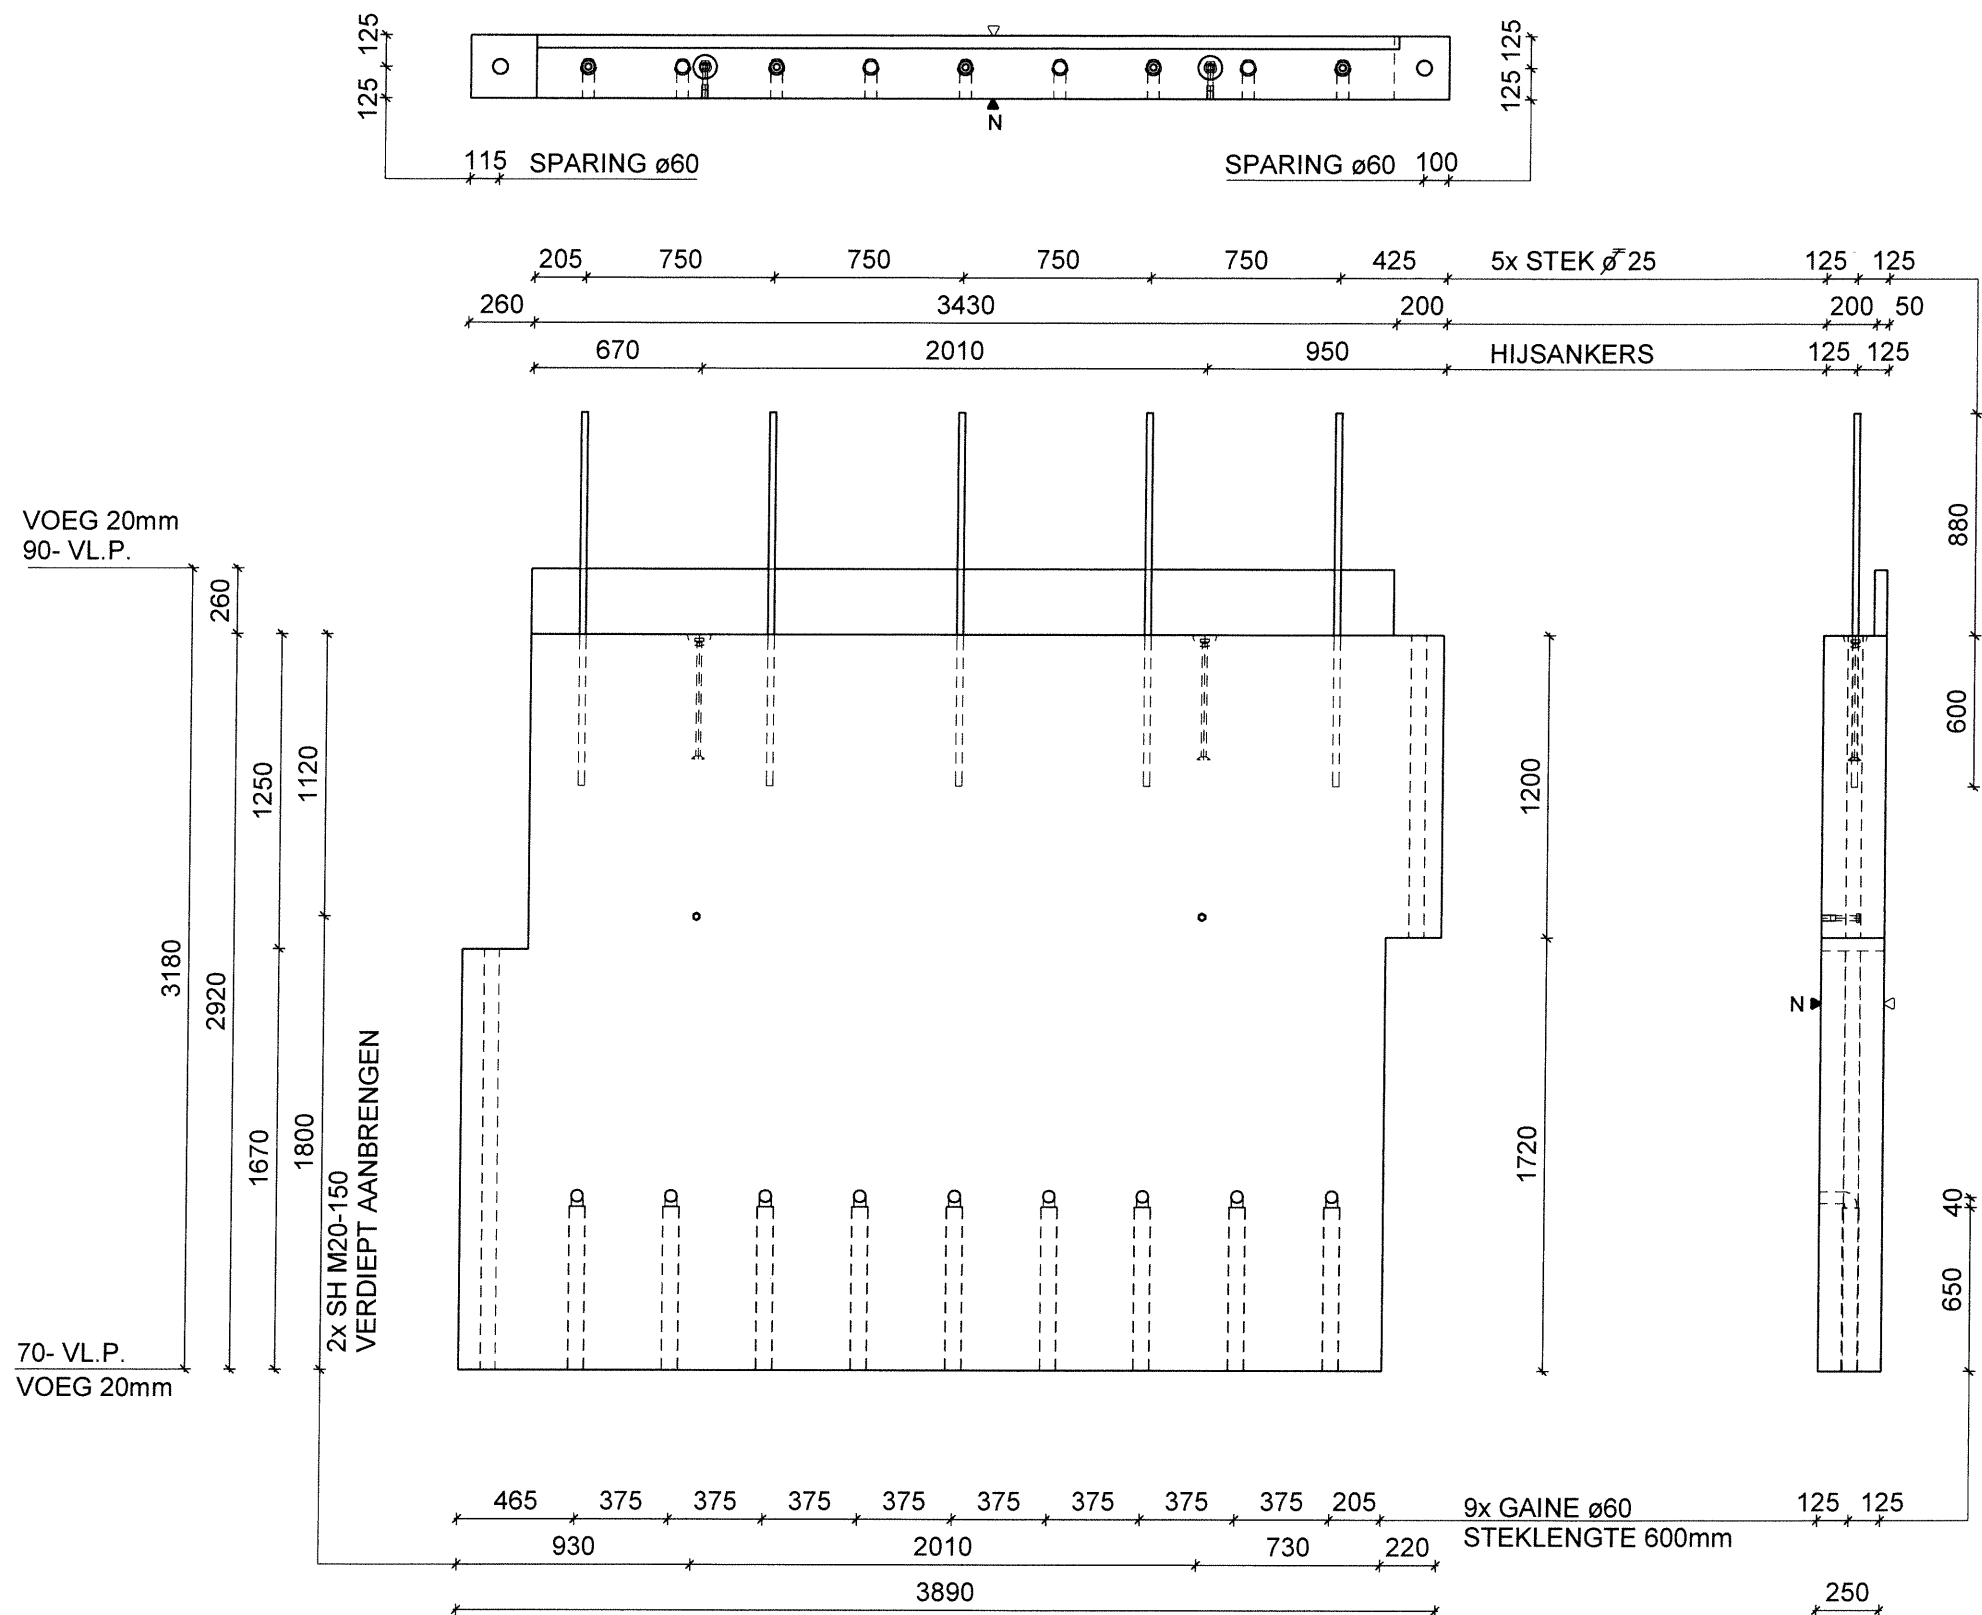 125
125
125
125
N
115 SPARING ø60
SPARING ø60 100
205 750 750 750 750 425 5x STEK ø 25 125 125
260 3430 200 200 50
670 2010 950 HIJSANKERS 125 125
880
600
VOEG 20mm
90- VL.P.
260
3180
2920
1250
1670
1120
1800
2x SH M20-150
VERDIEPT AANBRENGEN
1200
1720
N
40
650
70- VL.P.
VOEG 20mm
465 375 375 375 375 375 375 375 375 205 9x GAINE ø60 125 125
STEKLENGTE 600mm
930 2010 730 220
3890 250